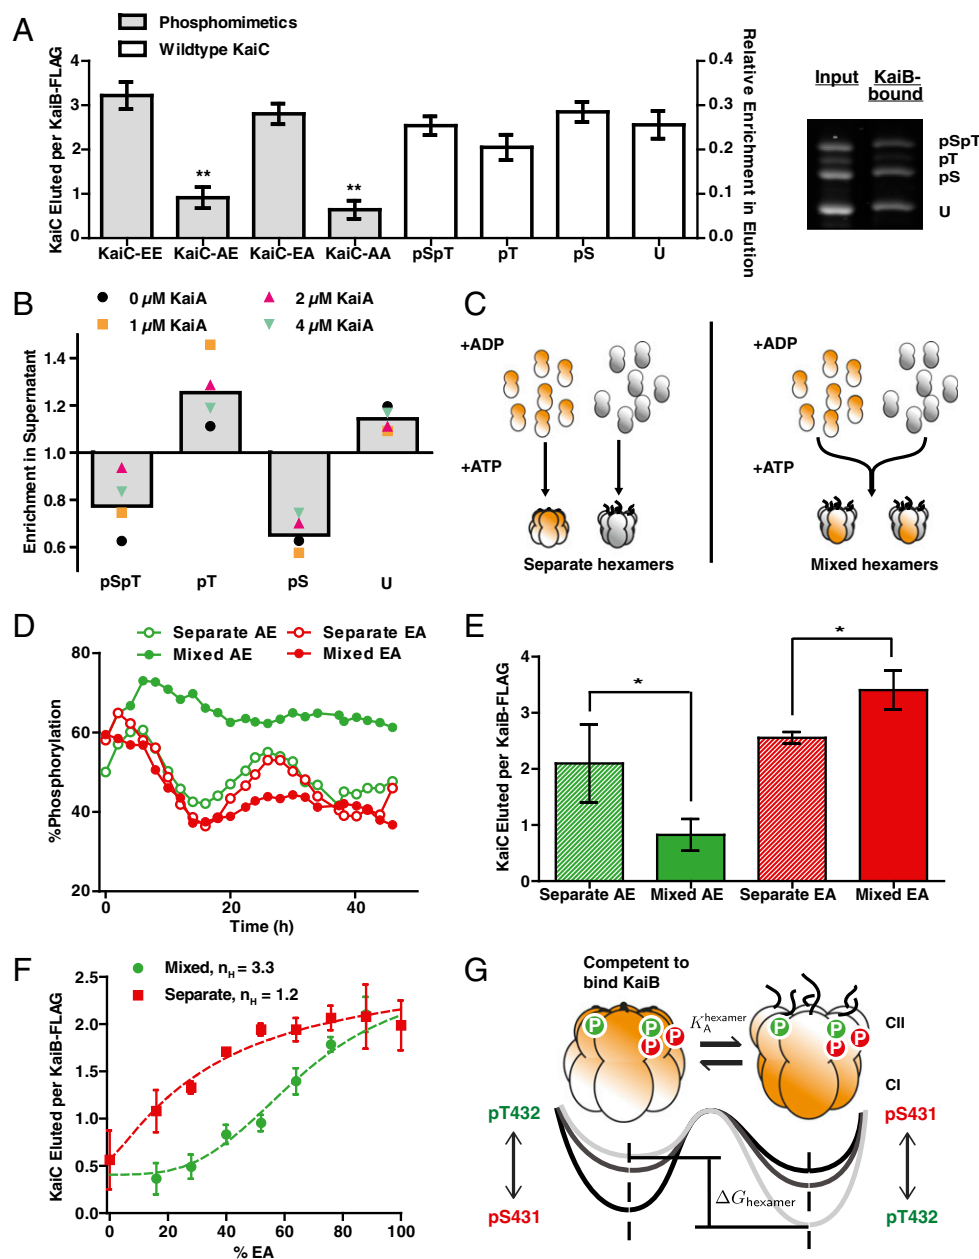 A
Phosphomimetics
Wildtype KaiC
KaiC Eluted per KaiB-FLAG
4
3
2
1
0
Relative Enrichment in Elution
0.4
0.3
0.2
0.1
0.0
**
**
KaiC-EE
KaiC-AE
KaiC-EA
KaiC-AA
pSpT
pT
pS
U
Input
KaiB-
bound
pSpT
pT
pS
U
B
0 µM KaiA
2 µM KaiA
1 µM KaiA
4 µM KaiA
Enrichment in Supernatant
1.4
1.2
1.0
0.8
0.6
pSpT
pT
pS
U
C
+ADP
+ATP
Separate hexamers
+ADP
+ATP
Mixed hexamers
D
Separate AE
Separate EA
Mixed AE
Mixed EA
%Phosphorylation
80
60
40
20
0
20
40
Time (h)
E
KaiC Eluted per KaiB-FLAG
4
3
2
1
0
*
*
Separate AE
Mixed AE
Separate EA
Mixed EA
F
Mixed, nH = 3.3
Separate, nH = 1.2
KaiC Eluted per KaiB-FLAG
2.5
2.0
1.5
1.0
0.5
0.0
0
20
40
60
80
100
% EA
G
Competent to
bind KaiB
P
P
P
P
K_A^hexamer
P
P
P
P
CII
CI
pT432
pS431
pS431
pT432
ΔGhexamer